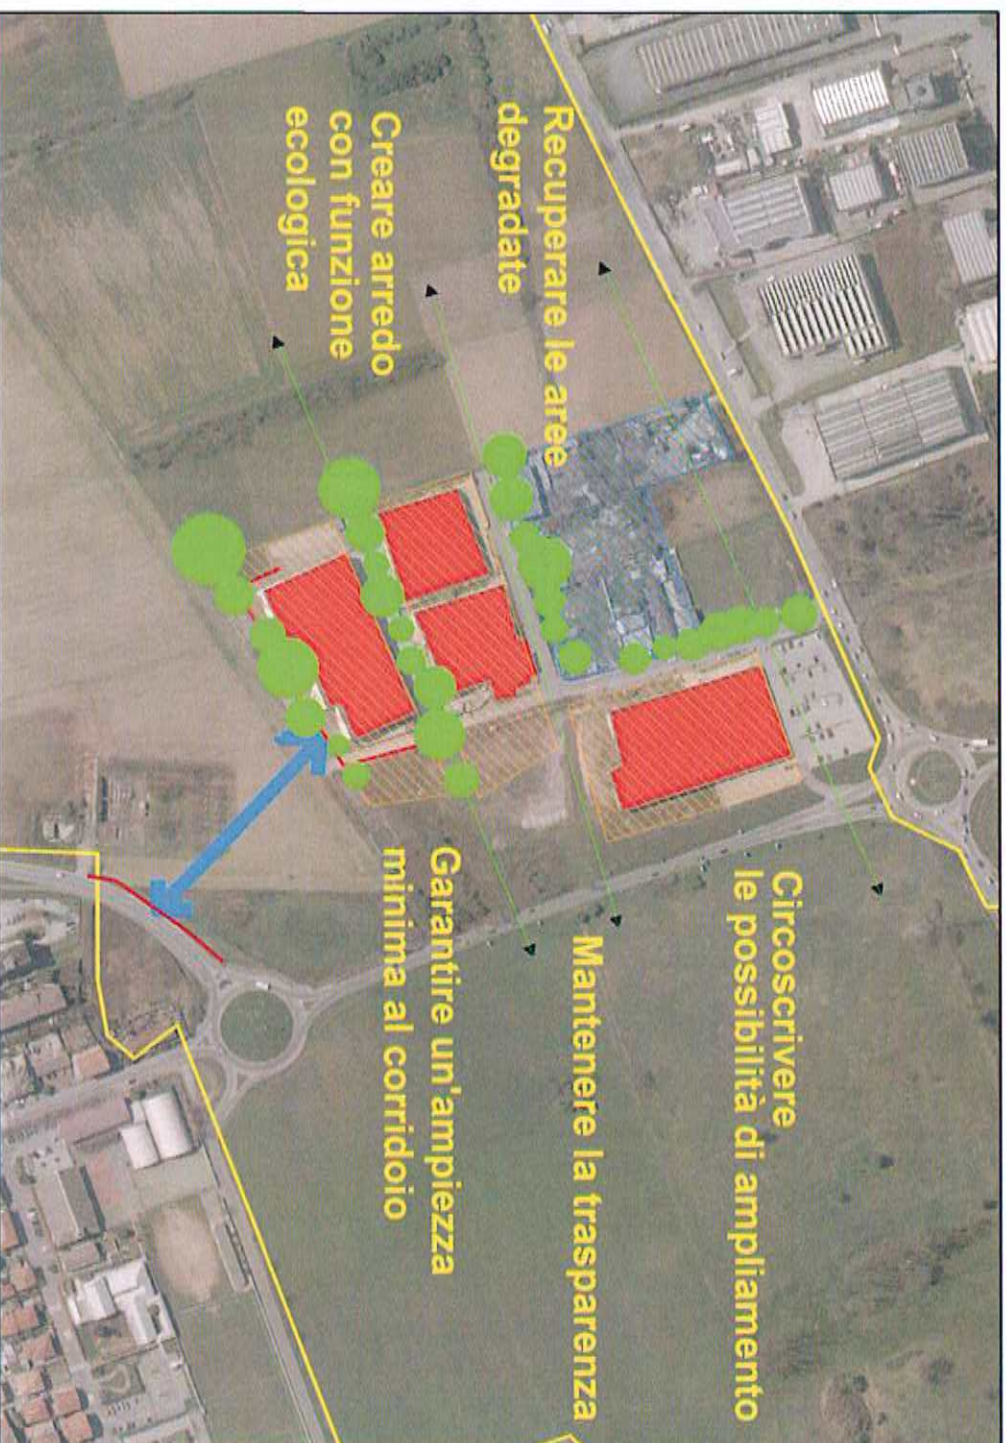 Recuperare le aree
degradate
Creare arredo
con funzione
ecologica
Circoscrivere
le possibilità di ampliamento
Mantenere la trasparenza
Garantire un'ampiezza
minima al corridoio